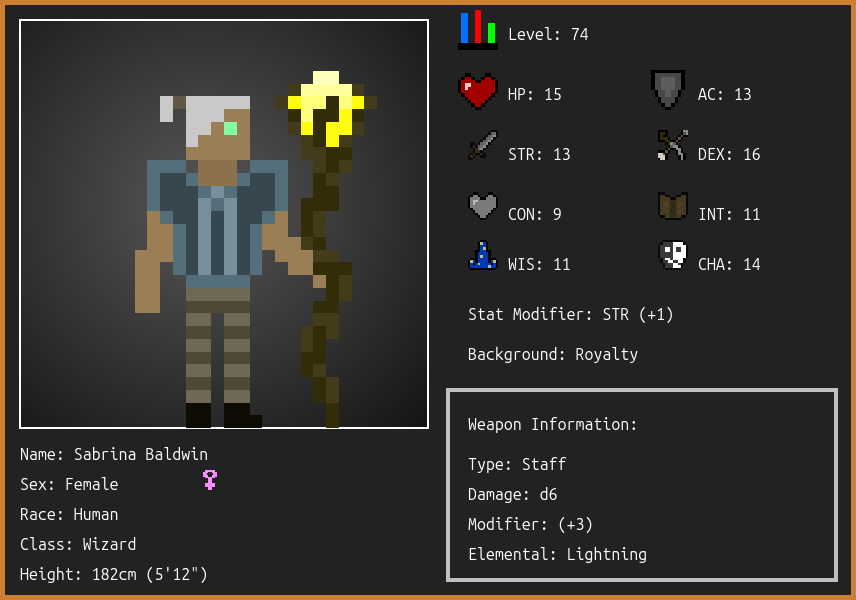 Level: 74
HP: 15
AC: 13
STR: 13
DEX: 16
CON: 9
INT: 11
WIS: 11
CHA: 14
Stat Modifier: STR (+1)
Background: Royalty
Weapon Information:
Type: Staff
Damage: d6
Modifier: (+3)
Elemental: Lightning
Name: Sabrina Baldwin
Sex: Female
Race: Human
Class: Wizard
Height: 182cm (5'12")